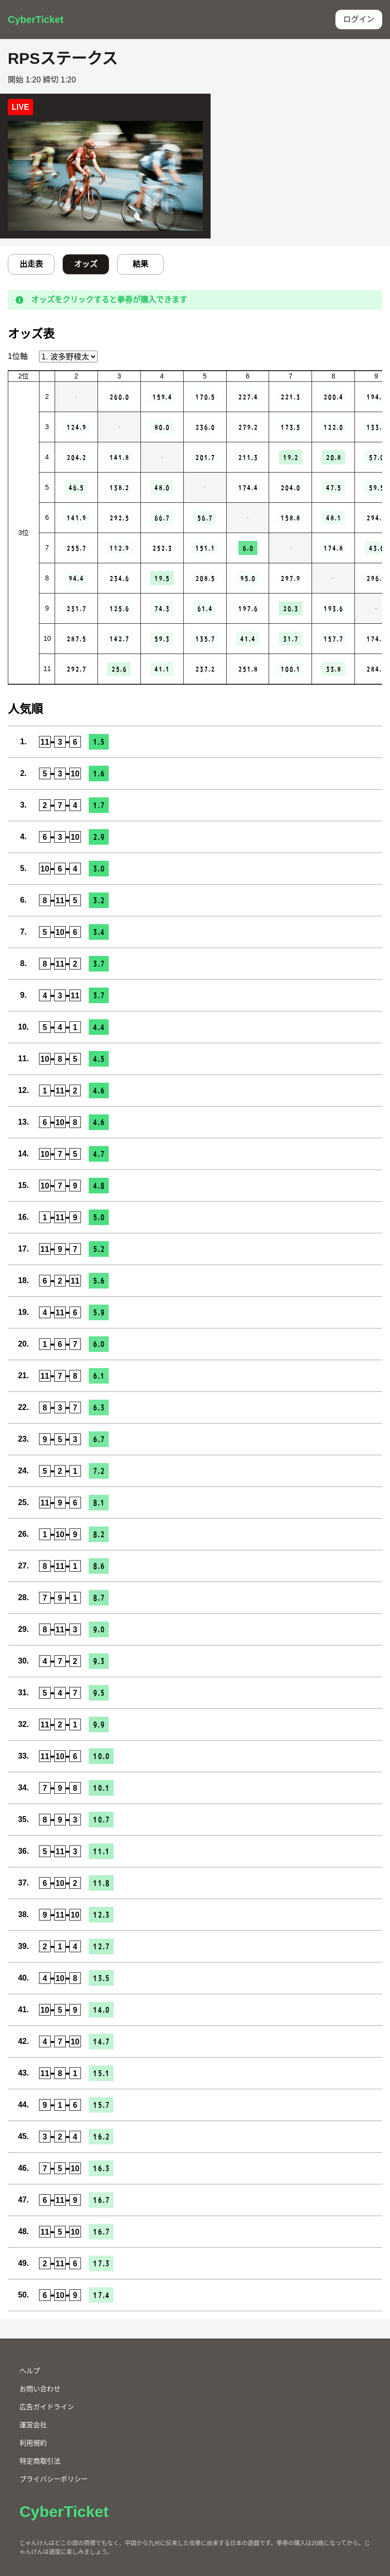 CyberTicket
ログイン
RPSステークス
開始 1:20 締切 1:20
LIVE
出走表 オッズ 結果
オッズをクリックすると拳券が購入できます
オッズ表
1位軸 1. 波多野稜太
2位 2 3 4 5 6 7 8 9
3位
2 - 260.0 159.4 170.5 227.4 221.3 200.4 194.
3 124.9 - 80.0 236.0 279.2 173.5 122.0 133.
4 204.2 141.8 - 201.7 211.3 19.2 20.8 57.0
5 46.5 138.2 48.0 - 174.4 204.0 47.5 59.5
6 141.9 292.5 66.7 56.7 - 158.8 48.1 294.
7 255.7 112.9 252.3 151.1 6.0 - 174.8 43.6
8 94.4 234.6 19.5 208.5 95.0 297.9 - 296.
9 231.7 125.6 74.3 61.4 197.6 20.3 193.6 -
10 287.5 142.7 59.3 135.7 41.4 31.7 157.7 174.
11 292.7 25.6 41.1 237.2 251.8 100.1 33.8 284.
人気順
1. 11-3-6 1.5
2. 5-3-10 1.6
3. 2-7-4 1.7
4. 6-3-10 2.9
5. 10-6-4 3.0
6. 8-11-5 3.2
7. 5-10-6 3.4
8. 8-11-2 3.7
9. 4-3-11 3.7
10. 5-4-1 4.4
11. 10-8-5 4.5
12. 1-11-2 4.6
13. 6-10-8 4.6
14. 10-7-5 4.7
15. 10-7-9 4.8
16. 1-11-9 5.0
17. 11-9-7 5.2
18. 6-2-11 5.6
19. 4-11-6 5.9
20. 1-6-7 6.0
21. 11-7-8 6.1
22. 8-3-7 6.3
23. 9-5-3 6.7
24. 5-2-1 7.2
25. 11-9-6 8.1
26. 1-10-9 8.2
27. 8-11-1 8.6
28. 7-9-1 8.7
29. 8-11-3 9.0
30. 4-7-2 9.3
31. 5-4-7 9.5
32. 11-2-1 9.9
33. 11-10-6 10.0
34. 7-9-8 10.1
35. 8-9-3 10.7
36. 5-11-3 11.1
37. 6-10-2 11.8
38. 9-11-10 12.3
39. 2-1-4 12.7
40. 4-10-8 13.5
41. 10-5-9 14.0
42. 4-7-10 14.7
43. 11-8-1 15.1
44. 9-1-6 15.7
45. 3-2-4 16.2
46. 7-5-10 16.3
47. 6-11-9 16.7
48. 11-5-10 16.7
49. 2-11-6 17.3
50. 6-10-9 17.4
ヘルプ
お問い合わせ
広告ガイドライン
運営会社
利用規約
特定商取引法
プライバシーポリシー
CyberTicket
じゃんけんはどこの国の商標でもなく、中国から九州に伝来した虫拳に由来する日本の遊戯です。拳券の購入は20歳になってから。じ
ゃんけんは適度に楽しみましょう。